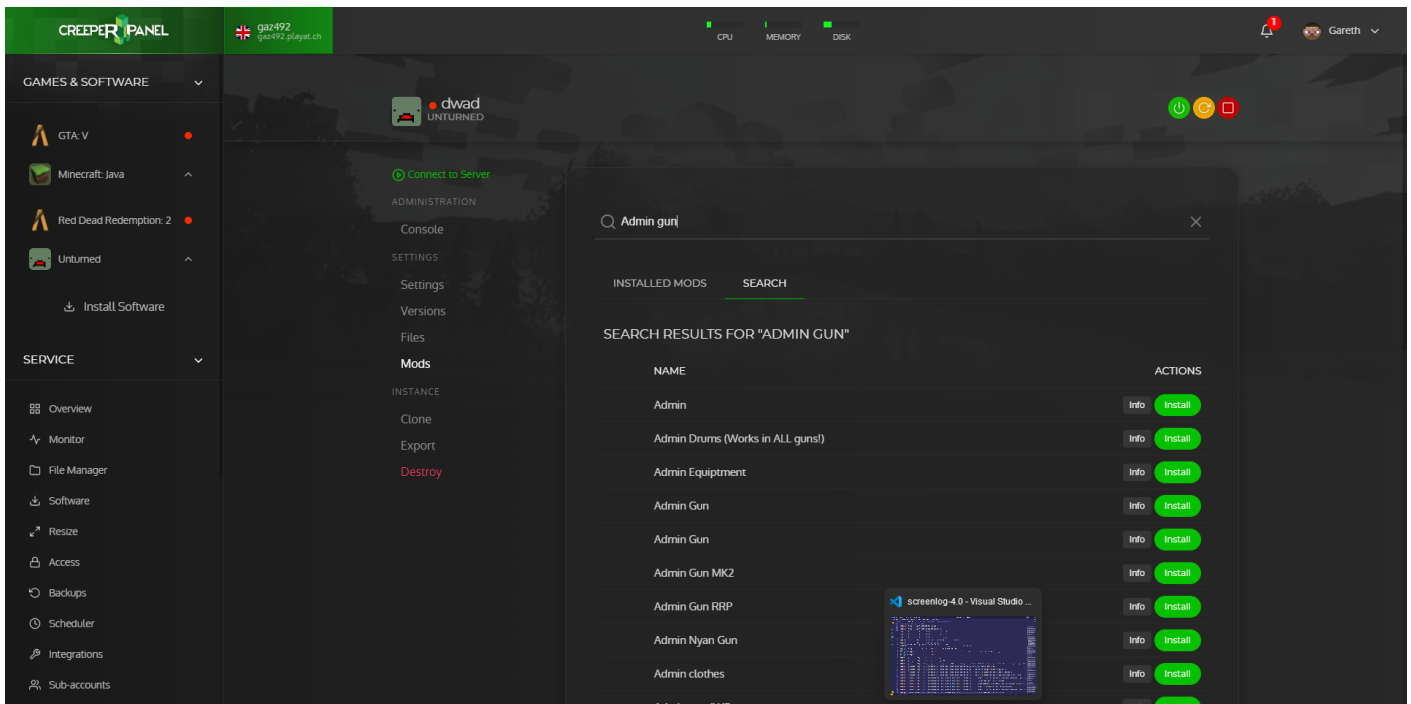 CREEPER PANEL
gaz492
gaz492.playat.ch
CPU
MEMORY
DISK
1
Gareth
GAMES & SOFTWARE
GTA: V
Minecraft: Java
Red Dead Redemption: 2
Unturned
Install Software
SERVICE
Overview
Monitor
File Manager
Software
Resize
Access
Backups
Scheduler
Integrations
Sub-accounts
dwad
UNTURNED
Connect to Server
ADMINISTRATION
Console
SETTINGS
Settings
Versions
Files
Mods
INSTANCE
Clone
Export
Destroy
Admin gun
INSTALLED MODS
SEARCH
SEARCH RESULTS FOR "ADMIN GUN"
NAME ACTIONS
Admin Info Install
Admin Drums (Works in ALL guns!) Info Install
Admin Equiptment Info Install
Admin Gun Info Install
Admin Gun Info Install
Admin Gun MK2 Info Install
Admin Gun RRP Info Install
Admin Nyan Gun Info Install
Admin clothes Info Install
screenlog-4.0 - Visual Studio ...